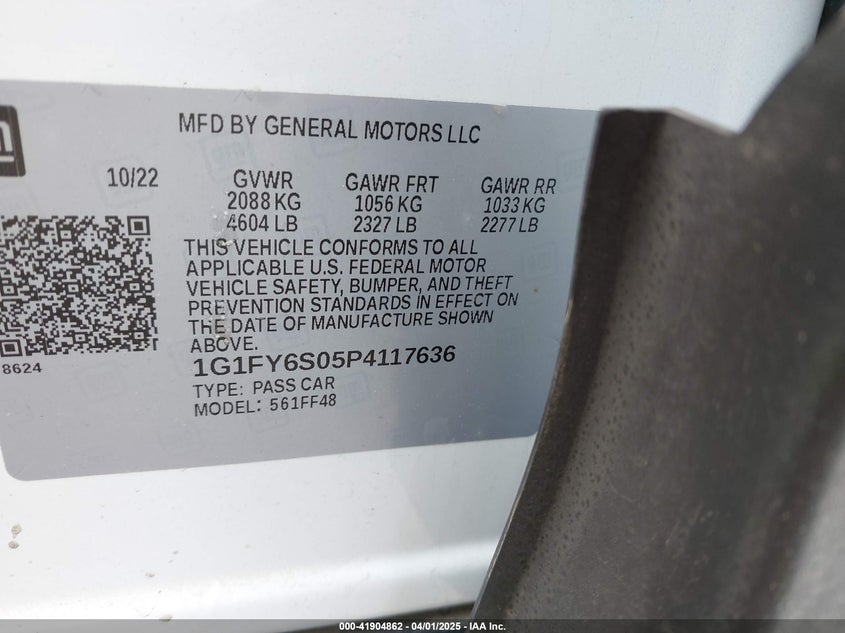 MFD BY GENERAL MOTORS LLC
10/22
GVWR GAWR FRT GAWR RR
2088 KG 1056 KG 1033 KG
4604 LB 2327 LB 2277 LB
THIS VEHICLE CONFORMS TO ALL
APPLICABLE U.S. FEDERAL MOTOR
VEHICLE SAFETY, BUMPER, AND THEFT
PREVENTION STANDARDS IN EFFECT ON
THE DATE OF MANUFACTURE SHOWN
ABOVE.
8624
1G1FY6S05P4117636
TYPE: PASS CAR
MODEL: 561FF48
000-41904862 - 04/01/2025 - IAA Inc.